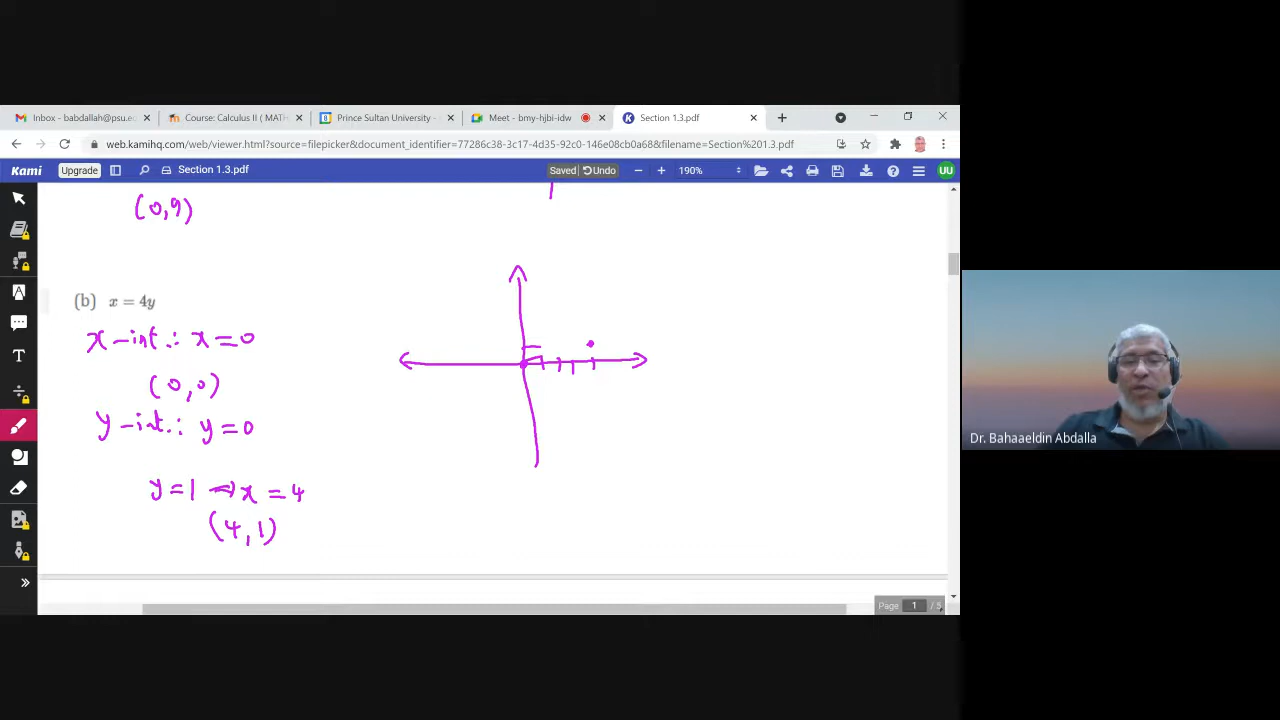 Inbox - babdallah@psu.e
Course: Calculus II ( MATH
Prince Sultan University -
Meet - bmy-hjbi-idw
Section 1.3.pdf
web.kamihq.com/web/viewer.html?source=filepicker&document_identifier=77286c38-3c17-4d35-92c0-146e08cb0a68&filename=Section%201.3.pdf
Kami
Upgrade
Section 1.3.pdf
Saved
Undo
190%
UU
(0,9)
(b) x = 4y
x-int.: x=0
(0,0)
y-int.: y=0
y=1 → x=4
(4,1)
Page 1 / 5
Dr. Bahaaeldin Abdalla